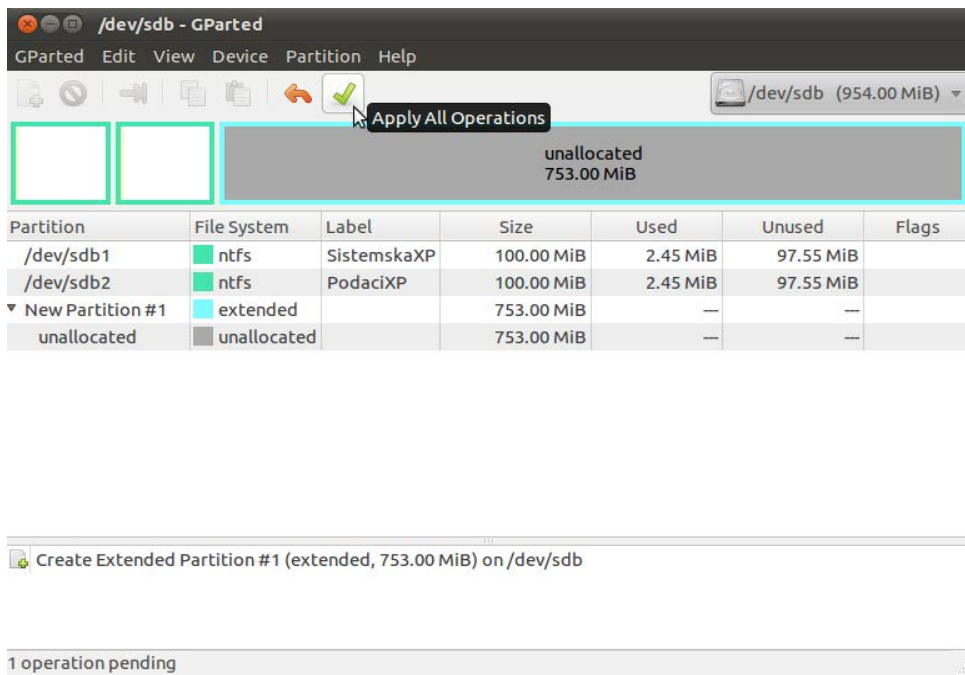 /dev/sdb - GParted
GParted Edit View Device Partition Help
/dev/sdb (954.00 MiB)
Apply All Operations
unallocated
753.00 MiB
Partition File System Label Size Used Unused Flags
/dev/sdb1 ntfs SistemskaXP 100.00 MiB 2.45 MiB 97.55 MiB
/dev/sdb2 ntfs PodaciXP 100.00 MiB 2.45 MiB 97.55 MiB
New Partition #1 extended 753.00 MiB --- ---
unallocated unallocated 753.00 MiB --- ---
Create Extended Partition #1 (extended, 753.00 MiB) on /dev/sdb
1 operation pending